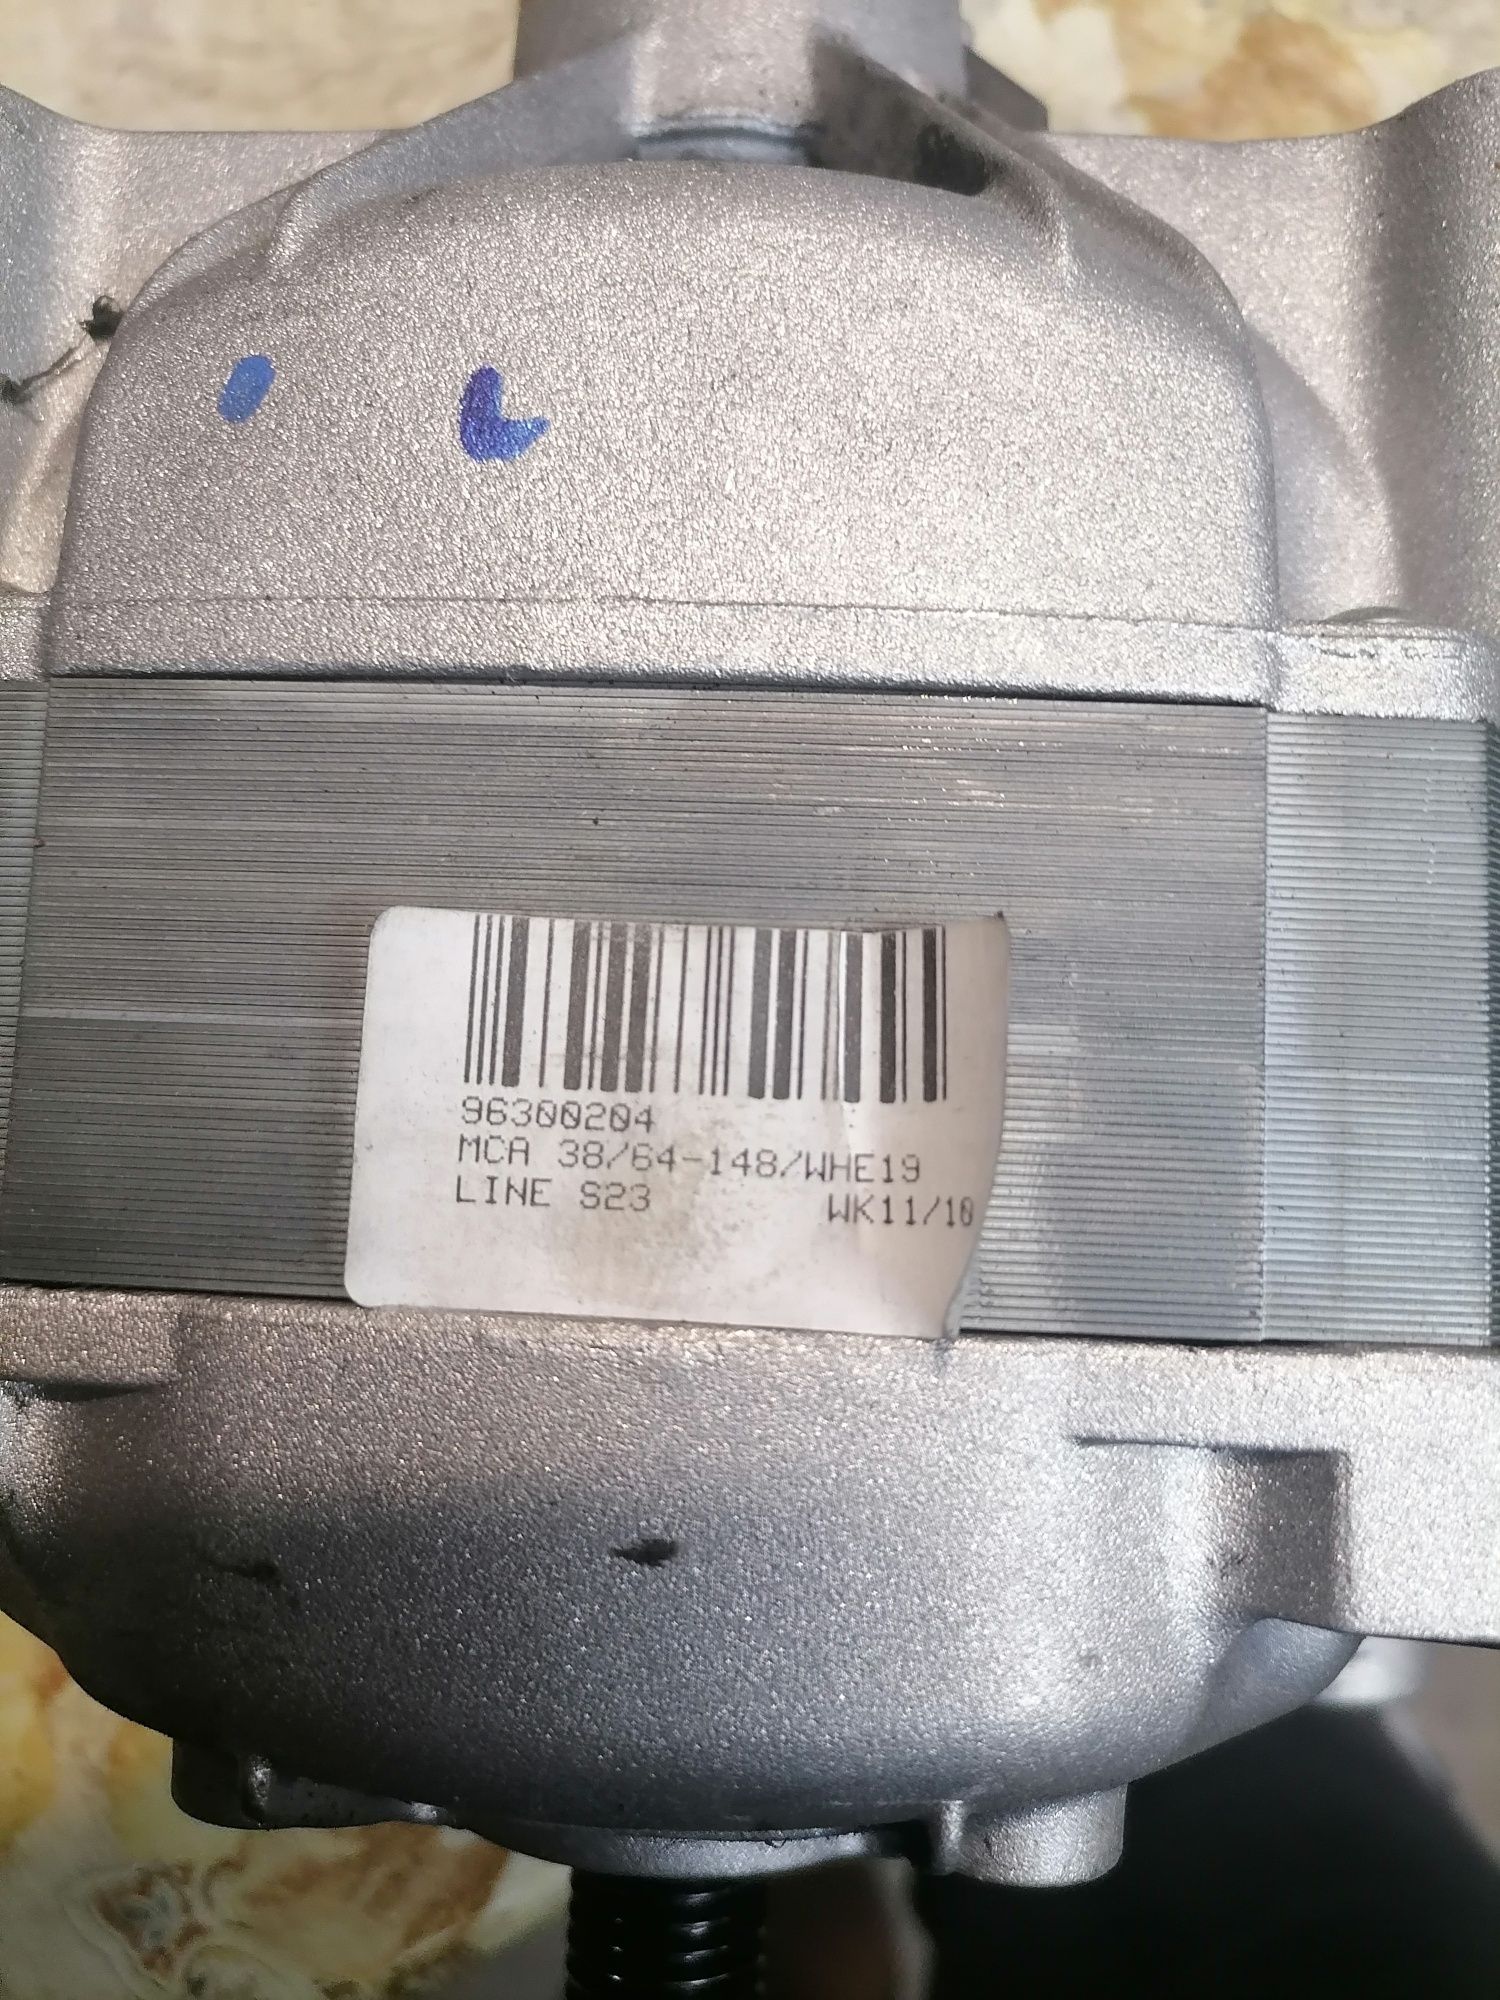 96300204
MCA 38/64-148/WHE19
LINE S23 WK11/10